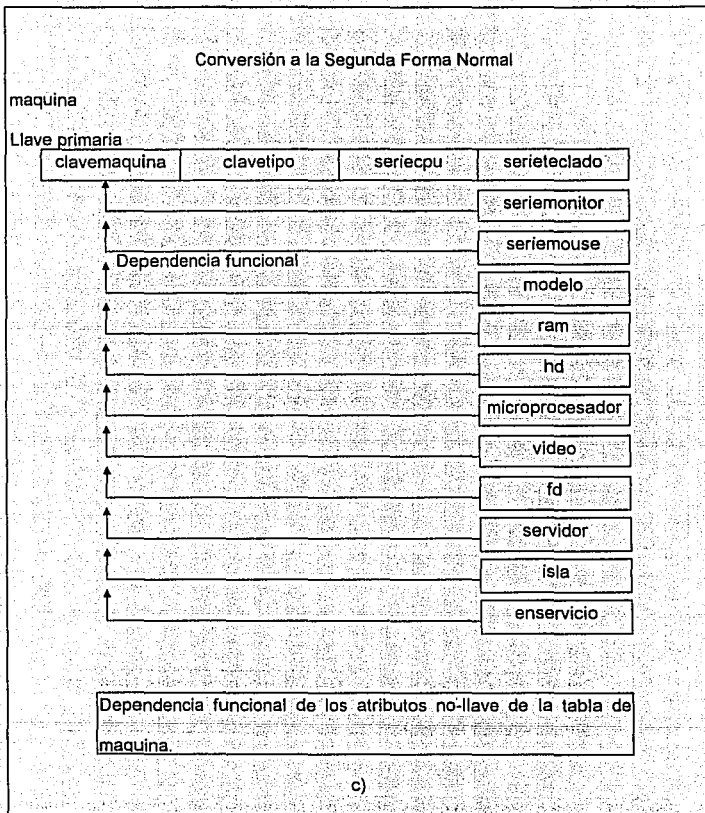 Conversión a la Segunda Forma Normal
maquina
Llave primaria
clavemaquina clavetipo seriecpu serieteclado
seriemonitor
seriemouse
Dependencia funcional
modelo
ram
hd
microprocesador
video
fd
servidor
isla
enservicio
Dependencia funcional de los atributos no-llave de la tabla de
maquina.
c)